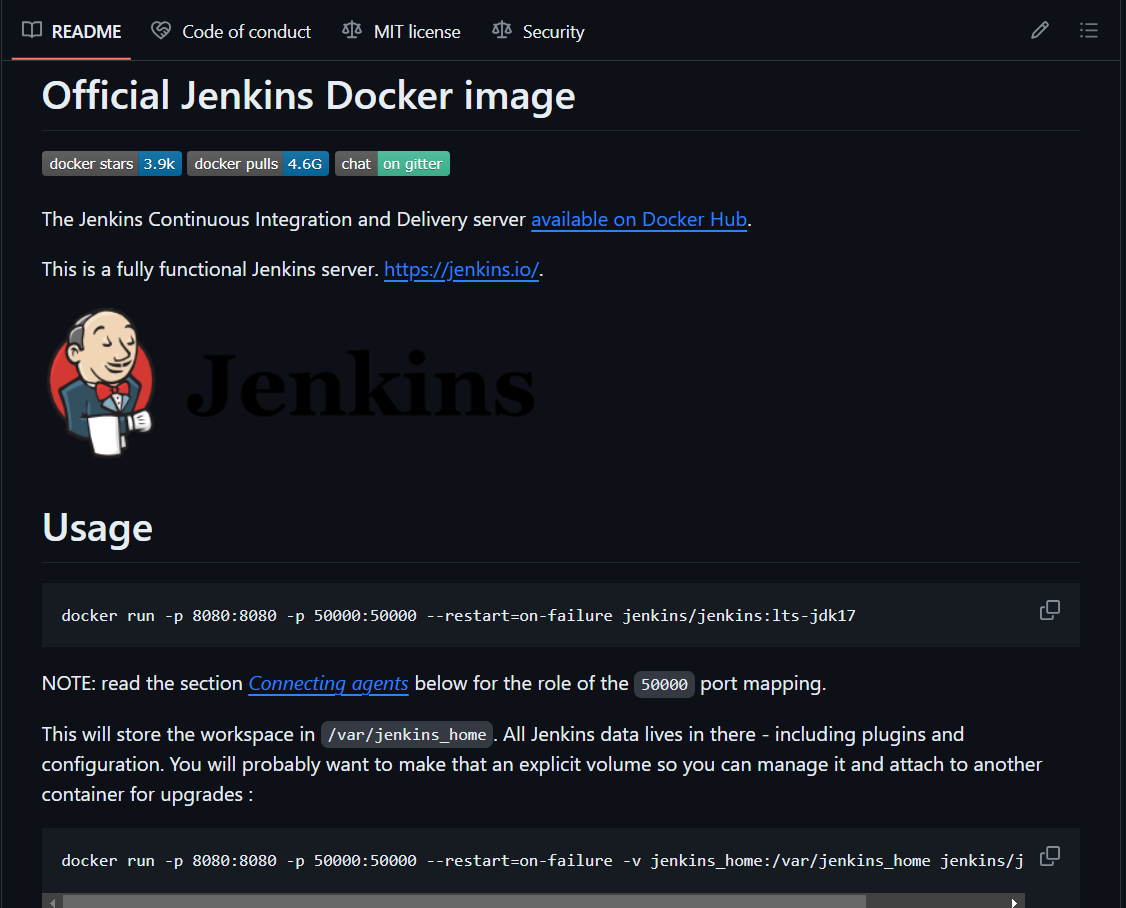 README Code of conduct MIT license Security
Official Jenkins Docker image
docker stars 3.9k docker pulls 4.6G chat on gitter
The Jenkins Continuous Integration and Delivery server available on Docker Hub.
This is a fully functional Jenkins server. https://jenkins.io/.
Jenkins
Usage
docker run -p 8080:8080 -p 50000:50000 --restart=on-failure jenkins/jenkins:lts-jdk17
NOTE: read the section Connecting agents below for the role of the 50000 port mapping.
This will store the workspace in /var/jenkins_home. All Jenkins data lives in there - including plugins and
configuration. You will probably want to make that an explicit volume so you can manage it and attach to another
container for upgrades :
docker run -p 8080:8080 -p 50000:50000 --restart=on-failure -v jenkins_home:/var/jenkins_home jenkins/j